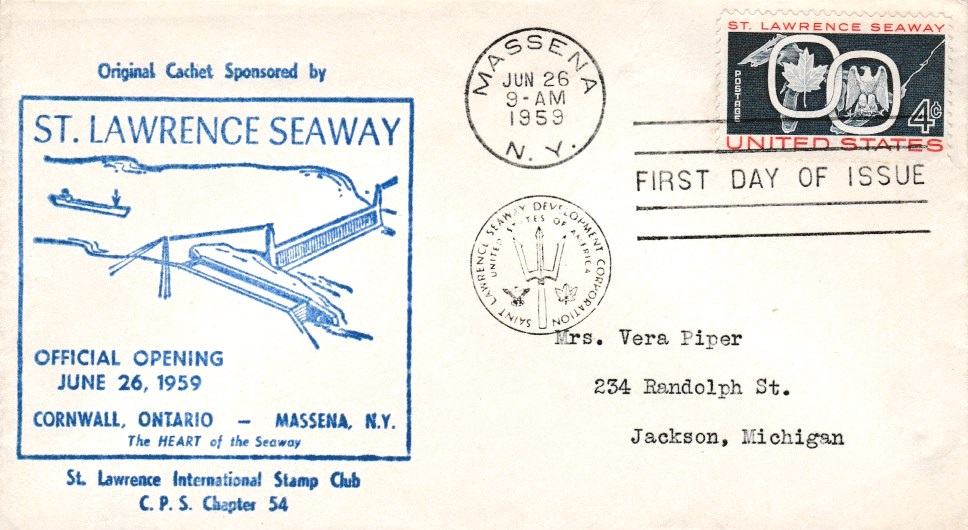 Original Cachet Sponsored by
ST. LAWRENCE SEAWAY
OFFICIAL OPENING
JUNE 26, 1959
CORNWALL, ONTARIO — MASSENA, N.Y.
The HEART of the Seaway
St. Lawrence International Stamp Club
C. P. S. Chapter 54
MASSENA
JUN 26
9-AM
1959
N. Y.
ST. LAWRENCE SEAWAY
POSTAGE
4¢
UNITED STATES
FIRST DAY OF ISSUE
SAINT LAWRENCE SEAWAY DEVELOPMENT CORPORATION
UNITED STATES OF AMERICA
Mrs. Vera Piper
234 Randolph St.
Jackson, Michigan